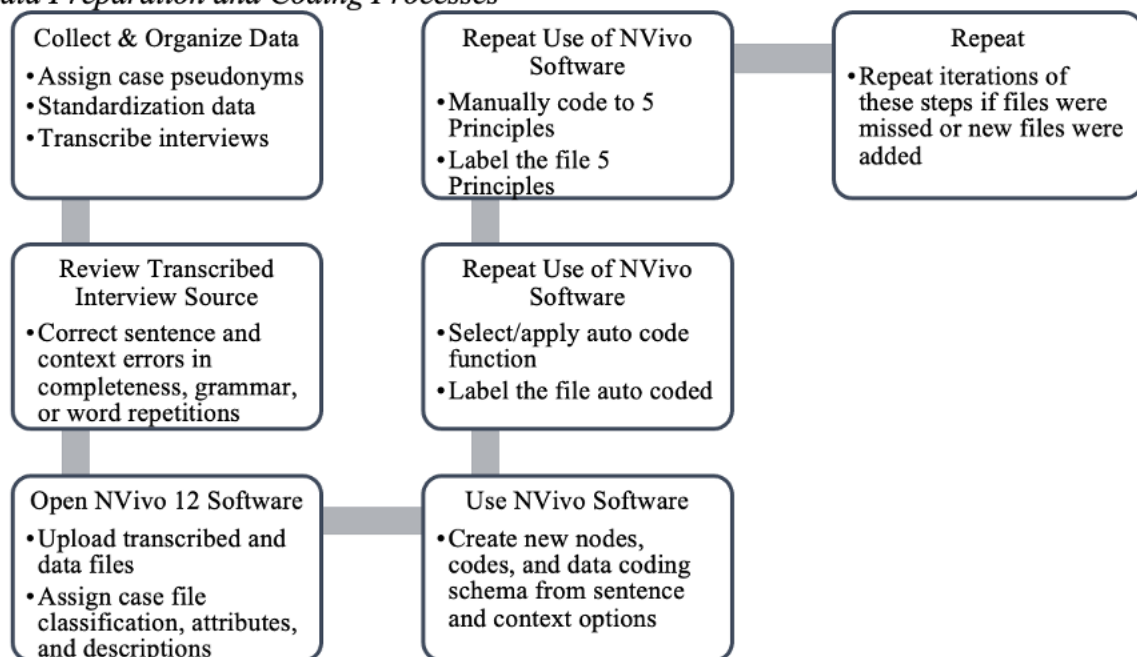 Data Preparation and Coding Processes
Collect & Organize Data
•Assign case pseudonyms
•Standardization data
•Transcribe interviews
Review Transcribed
Interview Source
•Correct sentence and
context errors in
completeness, grammar,
or word repetitions
Open NVivo 12 Software
•Upload transcribed and
data files
•Assign case file
classification, attributes,
and descriptions
Use NVivo Software
•Create new nodes,
codes, and data coding
schema from sentence
and context options
Repeat Use of NVivo
Software
•Select/apply auto code
function
•Label the file auto coded
Repeat Use of NVivo
Software
•Manually code to 5
Principles
•Label the file 5
Principles
Repeat
•Repeat iterations of
these steps if files were
missed or new files were
added